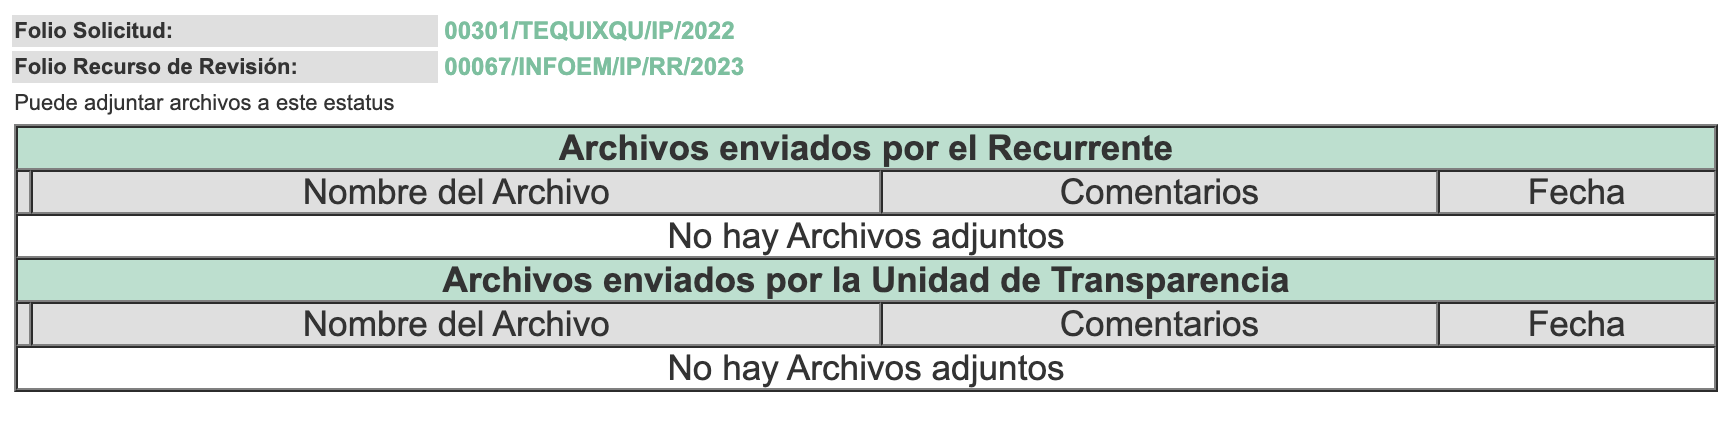 Folio Solicitud: 00301/TEQUIXQU/IP/2022
Folio Recurso de Revisión: 00067/INFOEM/IP/RR/2023
Puede adjuntar archivos a este estatus
Archivos enviados por el Recurrente
Nombre del Archivo Comentarios Fecha
No hay Archivos adjuntos
Archivos enviados por la Unidad de Transparencia
Nombre del Archivo Comentarios Fecha
No hay Archivos adjuntos